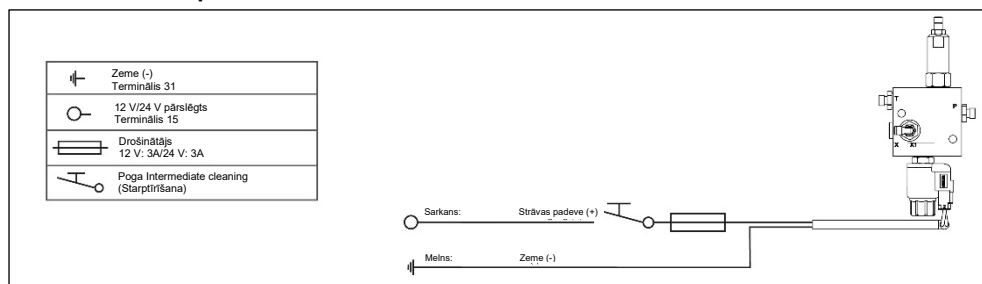 Zeme (-)
Terminālis 31
12 V/24 V pārslēgts
Terminālis 15
Drošinātājs
12 V: 3A/24 V: 3A
Poga Intermediate cleaning
(Starptīrīšana)
T
P
X X1
Sarkans: Strāvas padeve (+)
Melns: Zeme (-)